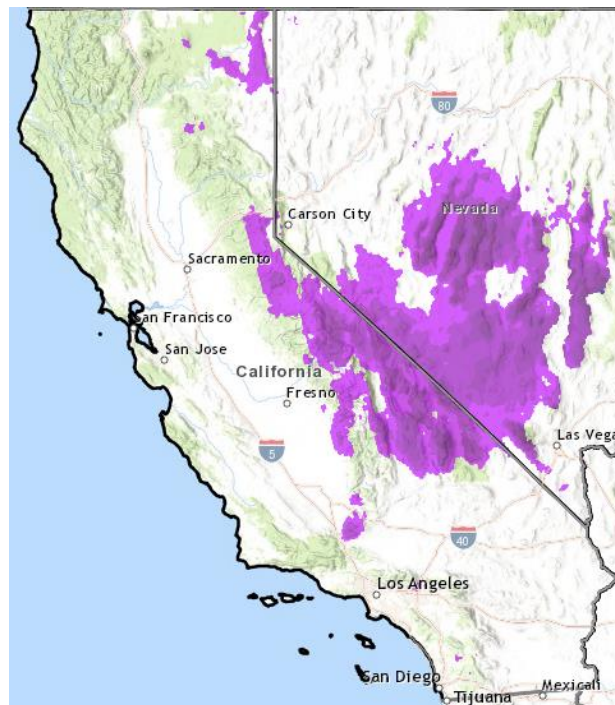 80
Nevada
Carson City
Sacramento
San Francisco
San Jose
California
Fresno
5
Las Vega
40
Los Angeles
San Diego
Tijuana
Mexicali